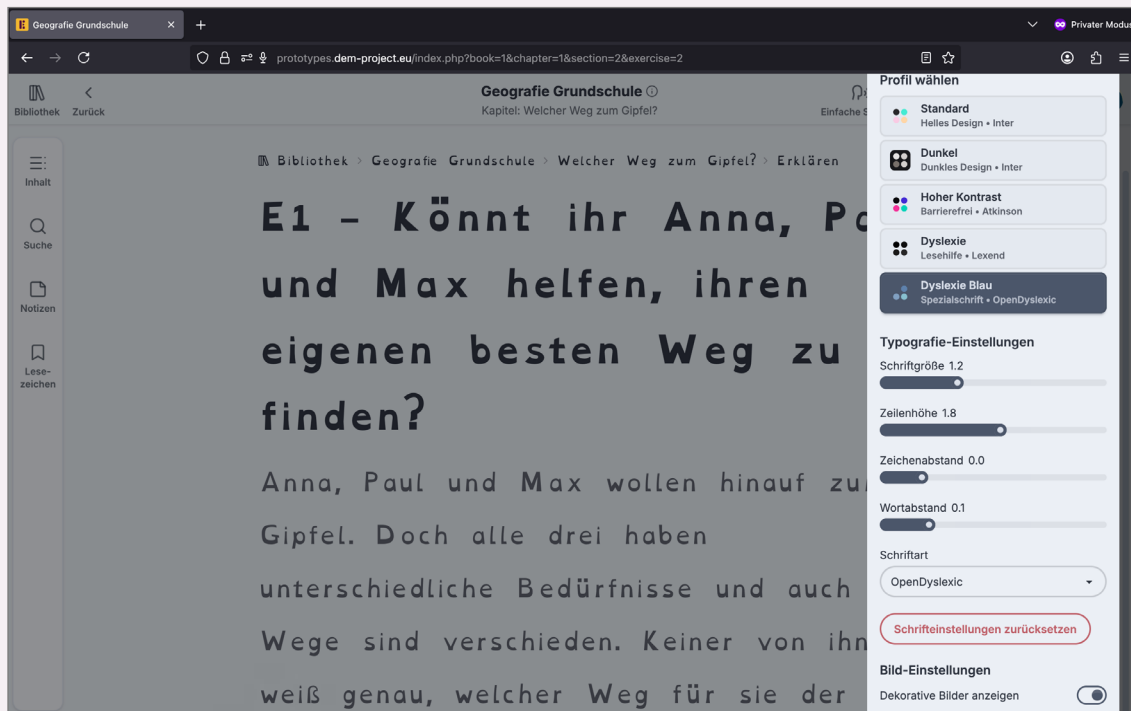 Geografie Grundschule
Privater Modus
prototypes.dem-project.eu/index.php?book=1&chapter=1&section=2&exercise=2
Bibliothek
Zurück
Geografie Grundschule
Kapitel: Welcher Weg zum Gipfel?
Einfache S
Inhalt
Suche
Notizen
Lese-
zeichen
Bibliothek > Geografie Grundschule > Welcher Weg zum Gipfel? > Erklären
E1 – Könnt ihr Anna, Pa
und Max helfen, ihren
eigenen besten Weg zu
finden?
Anna, Paul und Max wollen hinauf zu
Gipfel. Doch alle drei haben
unterschiedliche Bedürfnisse und auch
Wege sind verschieden. Keiner von ihn
weiß genau, welcher Weg für sie der
Profil wählen
Standard
Helles Design • Inter
Dunkel
Dunkles Design • Inter
Hoher Kontrast
Barrierefrei • Atkinson
Dyslexie
Lesehilfe • Lexend
Dyslexie Blau
Spezialschrift • OpenDyslexic
Typografie-Einstellungen
Schriftgröße 1.2
Zeilenhöhe 1.8
Zeichenabstand 0.0
Wortabstand 0.1
Schriftart
OpenDyslexic
Schrifteinstellungen zurücksetzen
Bild-Einstellungen
Dekorative Bilder anzeigen